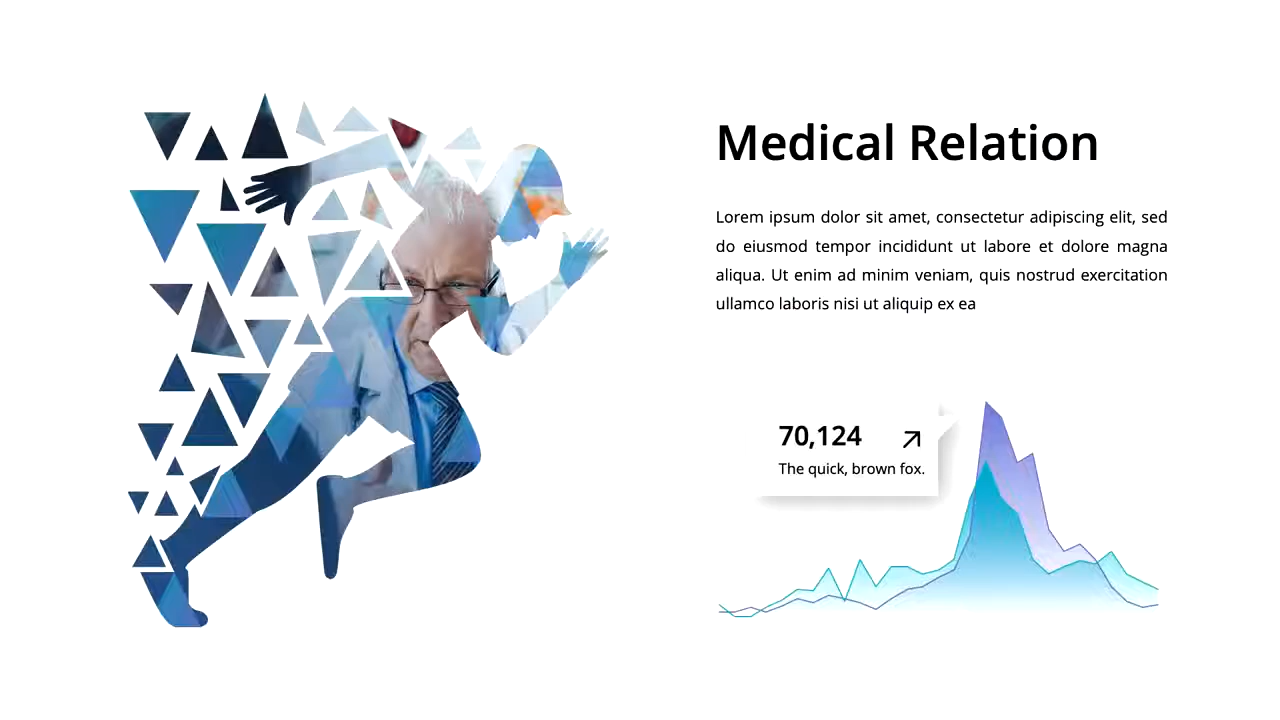 Medical Relation
Lorem ipsum dolor sit amet, consectetur adipiscing elit, sed
do eiusmod tempor incididunt ut labore et dolore magna
aliqua. Ut enim ad minim veniam, quis nostrud exercitation
ullamco laboris nisi ut aliquip ex ea
70,124
The quick, brown fox.